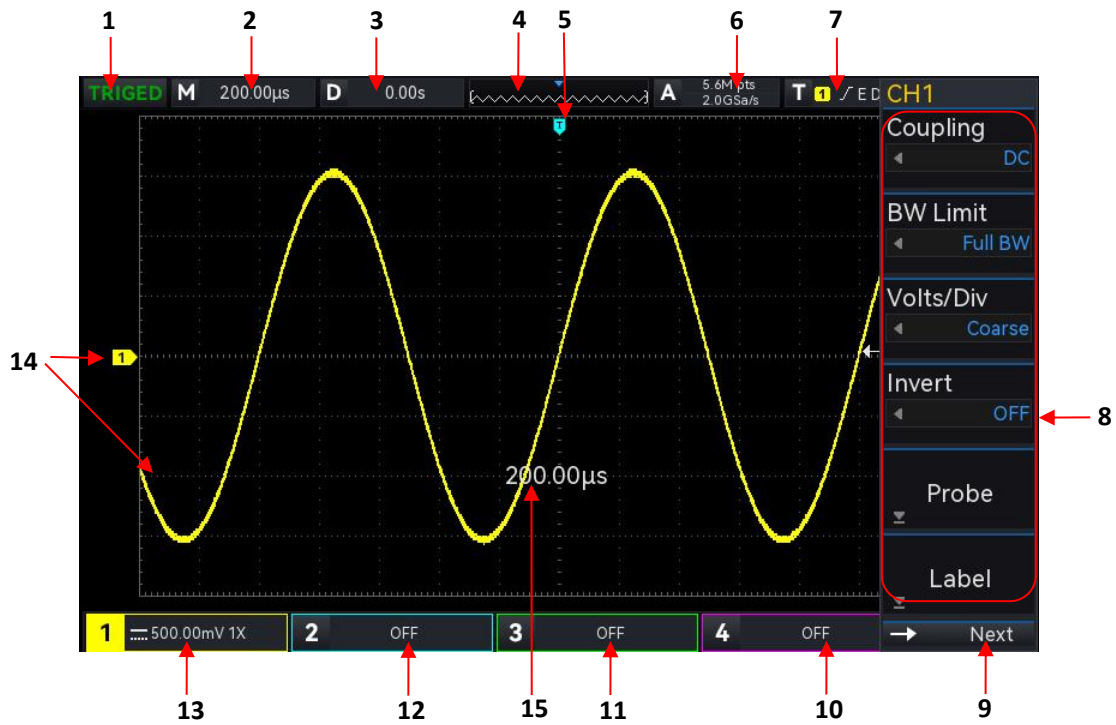 1 2 3 4 5 6 7
TRIGED M 200.00µs D 0.00s A 5.6M pts 2.0GSa/s T 1 E D
CH1
T
Coupling
DC
BW Limit
Full BW
Volts/Div
Coarse
14 1
Invert
OFF
8
200.00µs
Probe
Label
1 500.00mV 1X 2 OFF 3 OFF 4 OFF Next
13 12 15 11 10 9